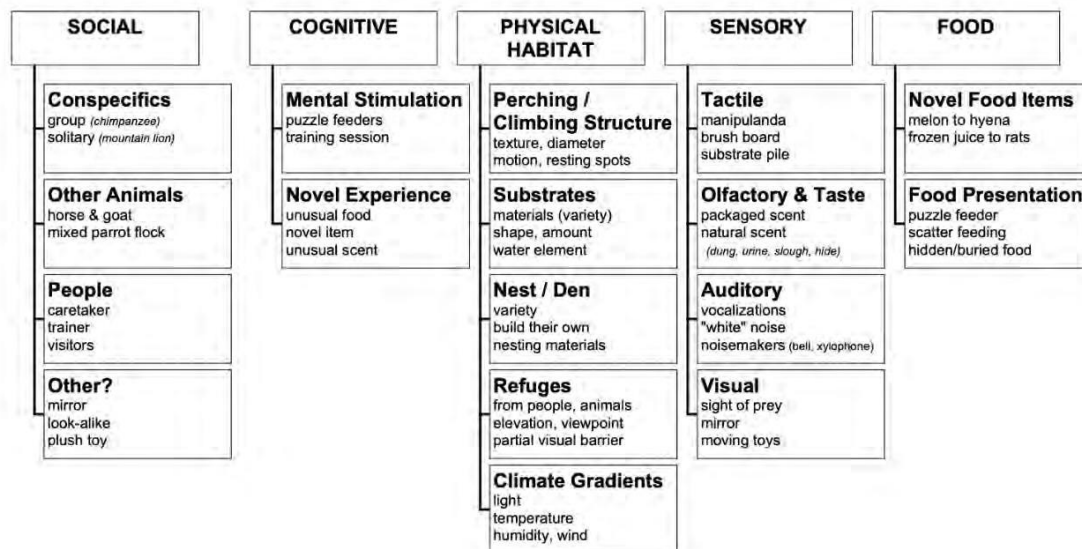 SOCIAL
Conspecifics
group (chimpanzee)
solitary (mountain lion)
Other Animals
horse & goat
mixed parrot flock
People
caretaker
trainer
visitors
Other?
mirror
look-alike
plush toy
COGNITIVE
Mental Stimulation
puzzle feeders
training session
Novel Experience
unusual food
novel item
unusual scent
PHYSICAL
HABITAT
Perching /
Climbing Structure
texture, diameter
motion, resting spots
Substrates
materials (variety)
shape, amount
water element
Nest / Den
variety
build their own
nesting materials
Refuges
from people, animals
elevation, viewpoint
partial visual barrier
Climate Gradients
light
temperature
humidity, wind
SENSORY
Tactile
manipulanda
brush board
substrate pile
Olfactory & Taste
packaged scent
natural scent
(dung, urine, slough, hide)
Auditory
vocalizations
"white" noise
noisemakers (bell, xylophone)
Visual
sight of prey
mirror
moving toys
FOOD
Novel Food Items
melon to hyena
frozen juice to rats
Food Presentation
puzzle feeder
scatter feeding
hidden/buried food